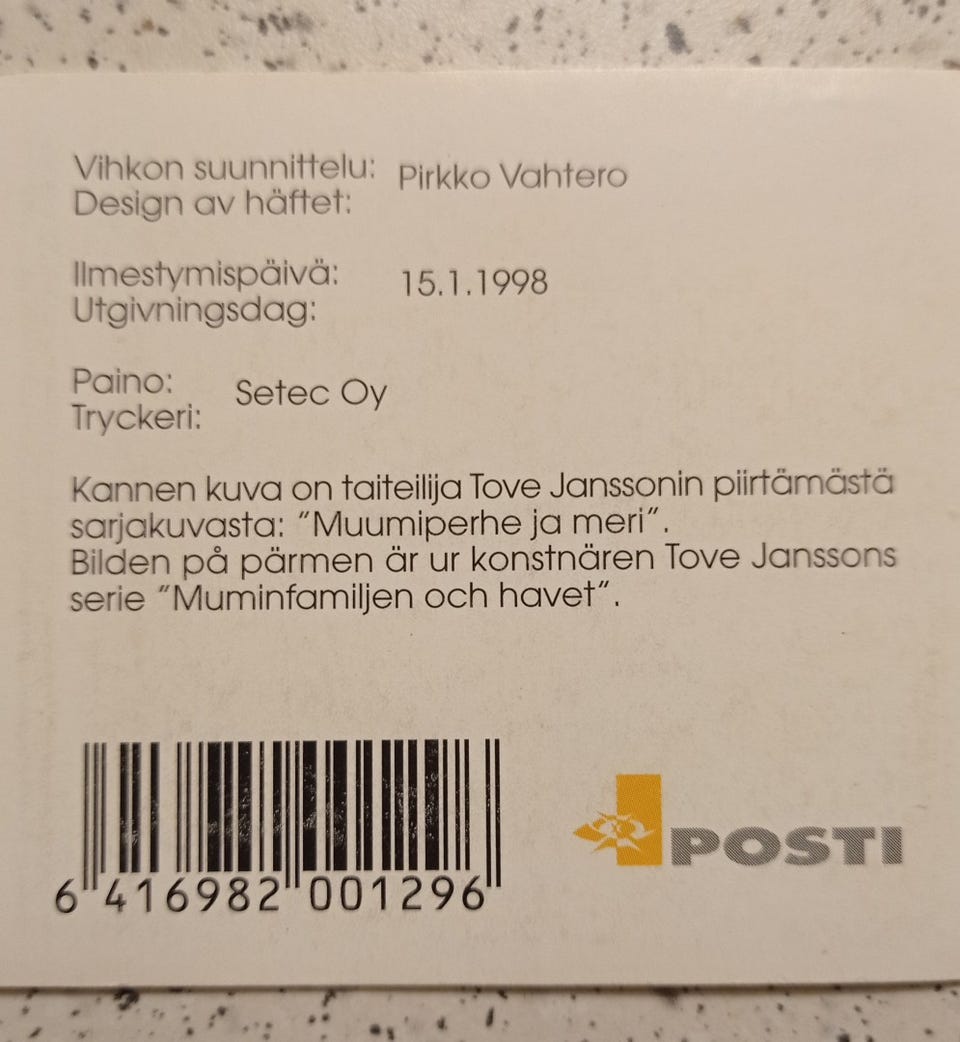 Vihkon suunnittelu: Pirkko Vahtero
Design av häftet:
Ilmestymispäivä: 15.1.1998
Utgivningsdag:
Paino: Setec Oy
Tryckeri:
Kannen kuva on taiteilija Tove Janssonin piirtämästä
sarjakuvasta: ”Muumiperhe ja meri”.
Bilden på pärmen är ur konstnären Tove Janssons
serie ”Muminfamiljen och havet”.
6 416982 001296
POSTI